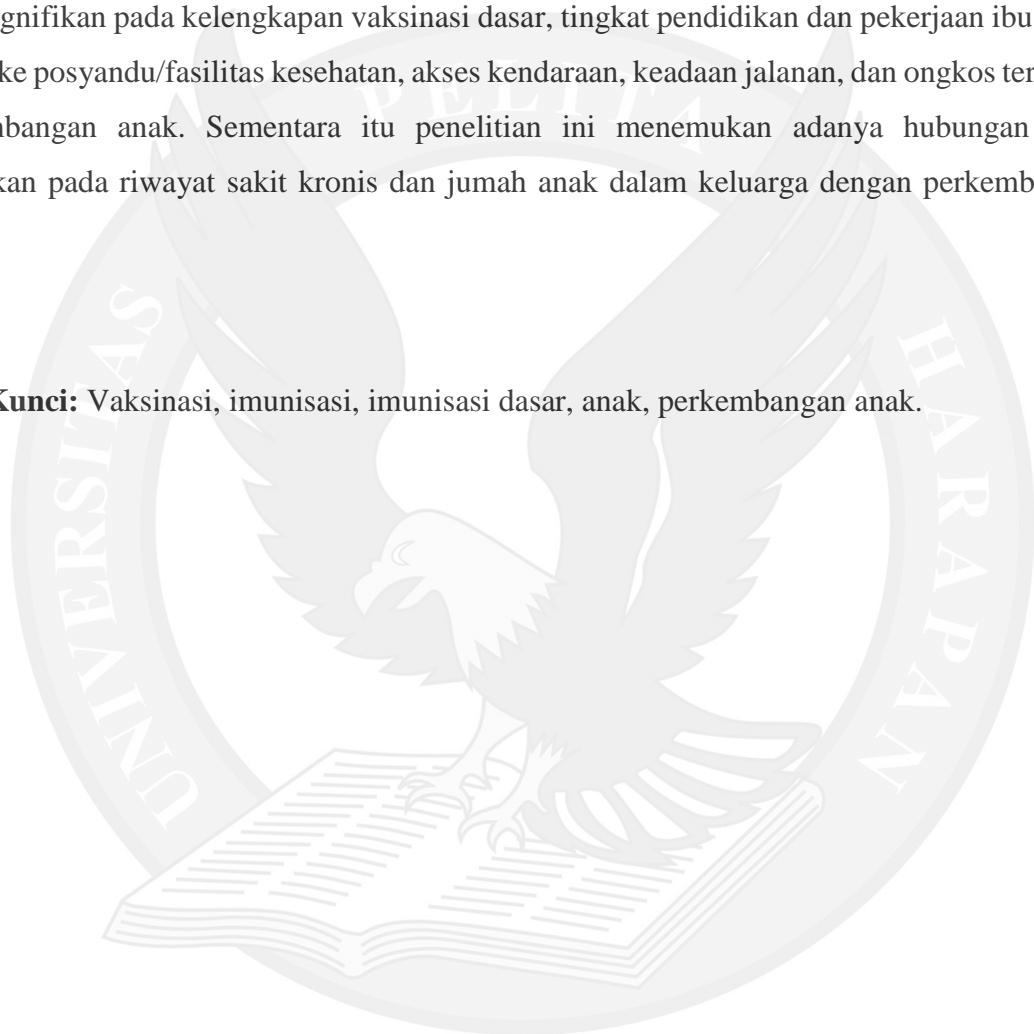 gnifikan pada kelengkapan vaksinasi dasar, tingkat pendidikan dan pekerjaan ibu
ke posyandu/fasilitas kesehatan, akses kendaraan, keadaan jalanan, dan ongkos ter
nbangan anak. Sementara itu penelitian ini menemukan adanya hubungan
kan pada riwayat sakit kronis dan jumah anak dalam keluarga dengan perkemb
Kunci: Vaksinasi, imunisasi, imunisasi dasar, anak, perkembangan anak.
UNIVERSITAS PELITA HARAPAN